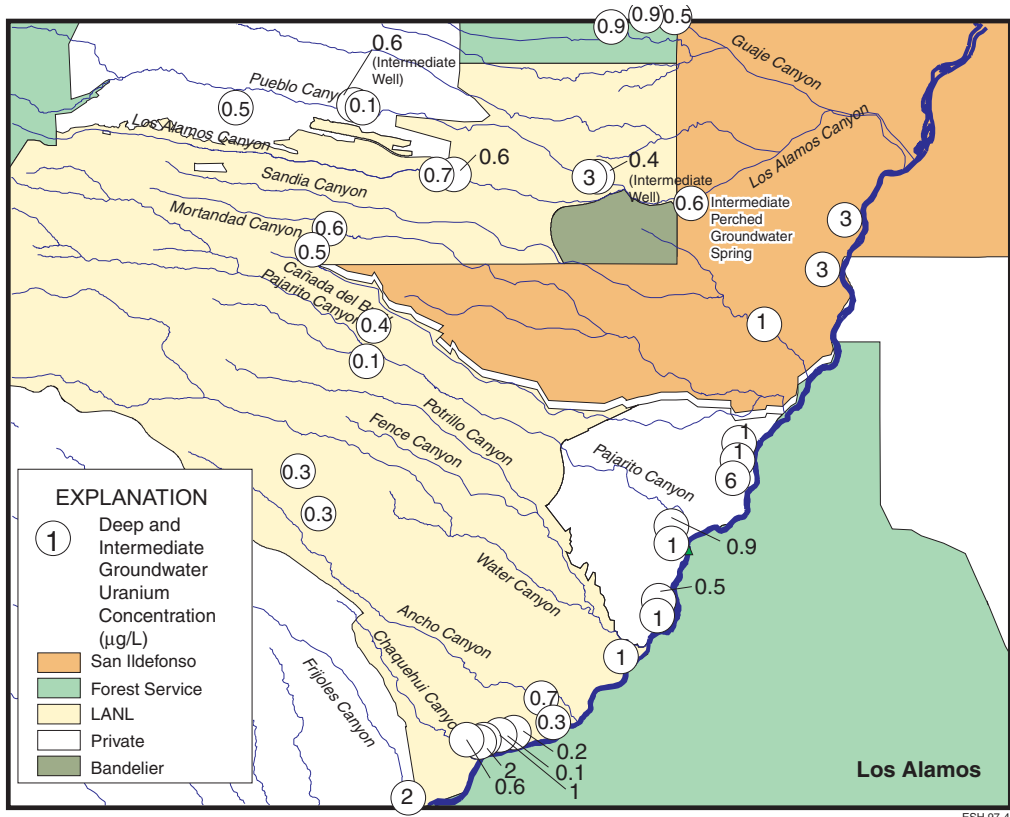 0.9
0.5
0.9
Guaje Canyon
0.6
(Intermediate
Well)
Pueblo Canyo
0.5
0.1
Los Alamos Canyon
Los Alamos Canyon
0.6
0.7
0.4
3
(Intermediate
Well)
Sandia Canyon
0.6
Intermediate
Perched
Groundwater
Spring
Mortandad Canyon
0.6
0.5
3
3
Cañada del B
Pajarito Canyon
0.4
1
0.1
Potrillo Canyon
Fence Canyon
1
1
6
Pajarito Canyon
0.3
0.3
0.9
1
Water Canyon
0.5
1
1
Ancho Canyon
Chaquehui Canyo
Frijoles Canyon
0.7
0.3
0.2
0.1
1
2
0.6
2
EXPLANATION
1
Deep and
Intermediate
Groundwater
Uranium
Concentration
(µg/L)
San Ildefonso
Forest Service
LANL
Private
Bandelier
Los Alamos